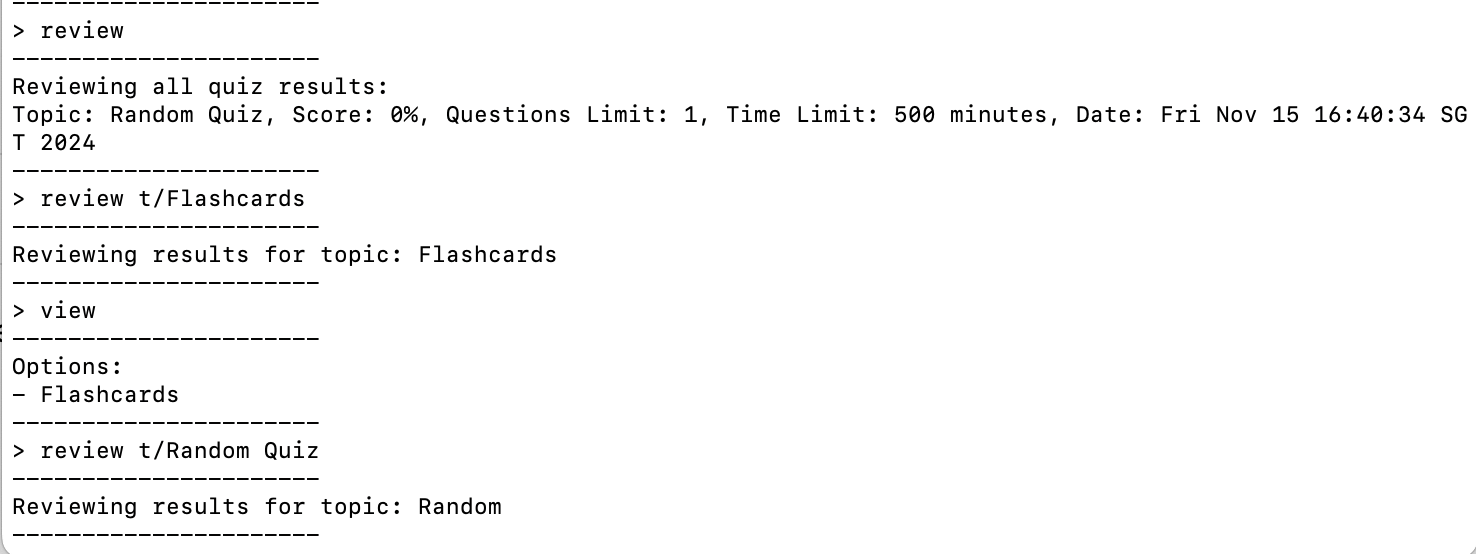 ----------------------
> review
----------------------
Reviewing all quiz results:
Topic: Random Quiz, Score: 0%, Questions Limit: 1, Time Limit: 500 minutes, Date: Fri Nov 15 16:40:34 SG
T 2024
----------------------
> review t/Flashcards
----------------------
Reviewing results for topic: Flashcards
----------------------
> view
----------------------
Options:
- Flashcards
----------------------
> review t/Random Quiz
----------------------
Reviewing results for topic: Random
----------------------